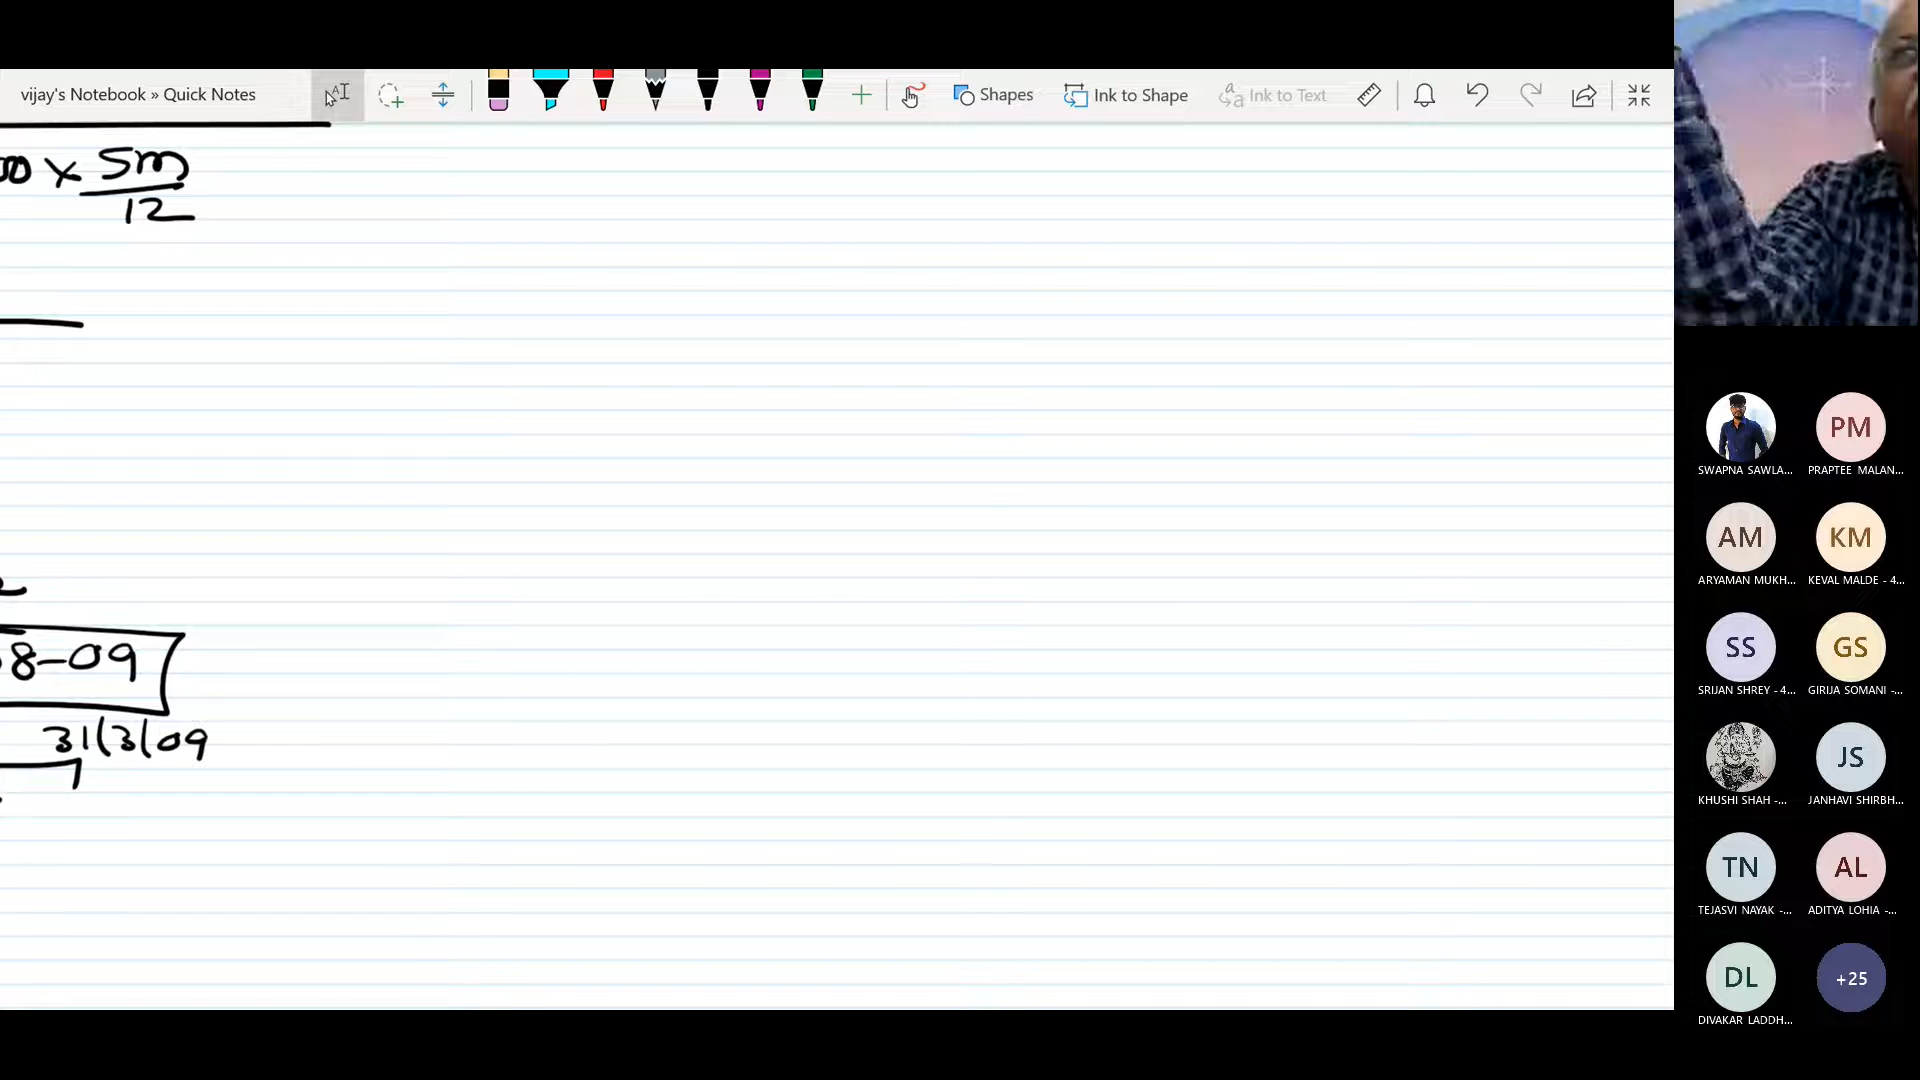 vijay's Notebook » Quick Notes
Shapes
Ink to Shape
Ink to Text
00 × 5m
12
8-09
31/3/09
SWAPNA SAWLA...
PM
PRAPTEE MALAN...
AM
ARYAMAN MUKH...
KM
KEVAL MALDE - 4...
SS
SRIJAN SHREY - 4...
GS
GIRIJA SOMANI -...
KHUSHI SHAH -...
JS
JANHAVI SHIRBH...
TN
TEJASVI NAYAK -...
AL
ADITYA LOHIA -...
DL
DIVAKAR LADDH...
+25